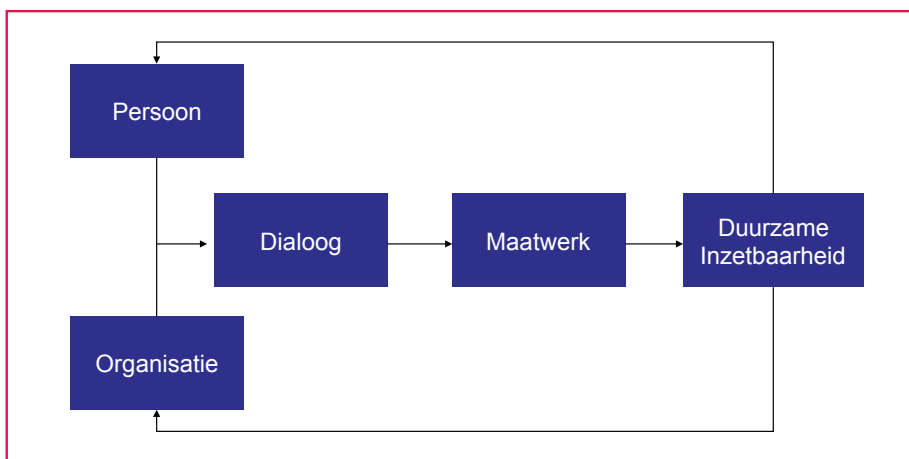 Persoon
Dialoog
Maatwerk
Duurzame
Inzetbaarheid
Organisatie